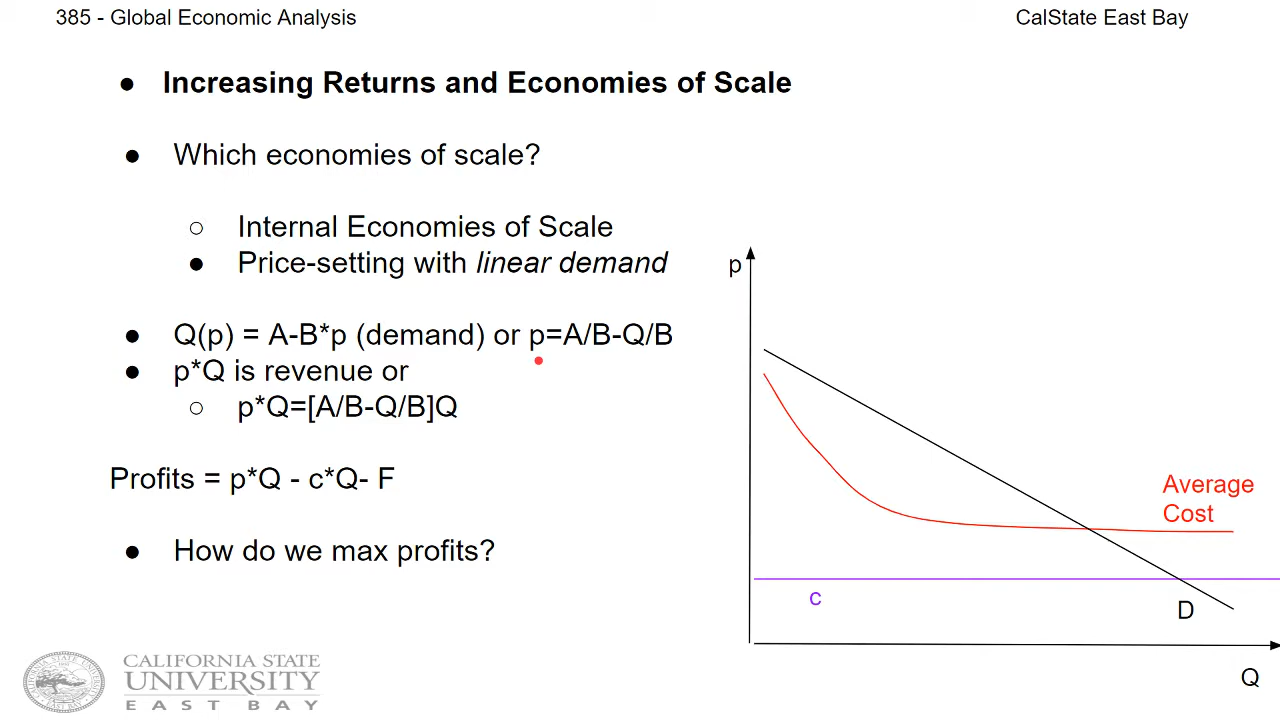 385 - Global Economic Analysis
CalState East Bay
● Increasing Returns and Economies of Scale
● Which economies of scale?
○ Internal Economies of Scale
● Price-setting with linear demand
● Q(p) = A-B*p (demand) or p=A/B-Q/B
● p*Q is revenue or
○ p*Q=[A/B-Q/B]Q
Profits = p*Q - c*Q- F
● How do we max profits?
p
Average
Cost
c
D
Q
CALIFORNIA STATE
UNIVERSITY
EAST BAY